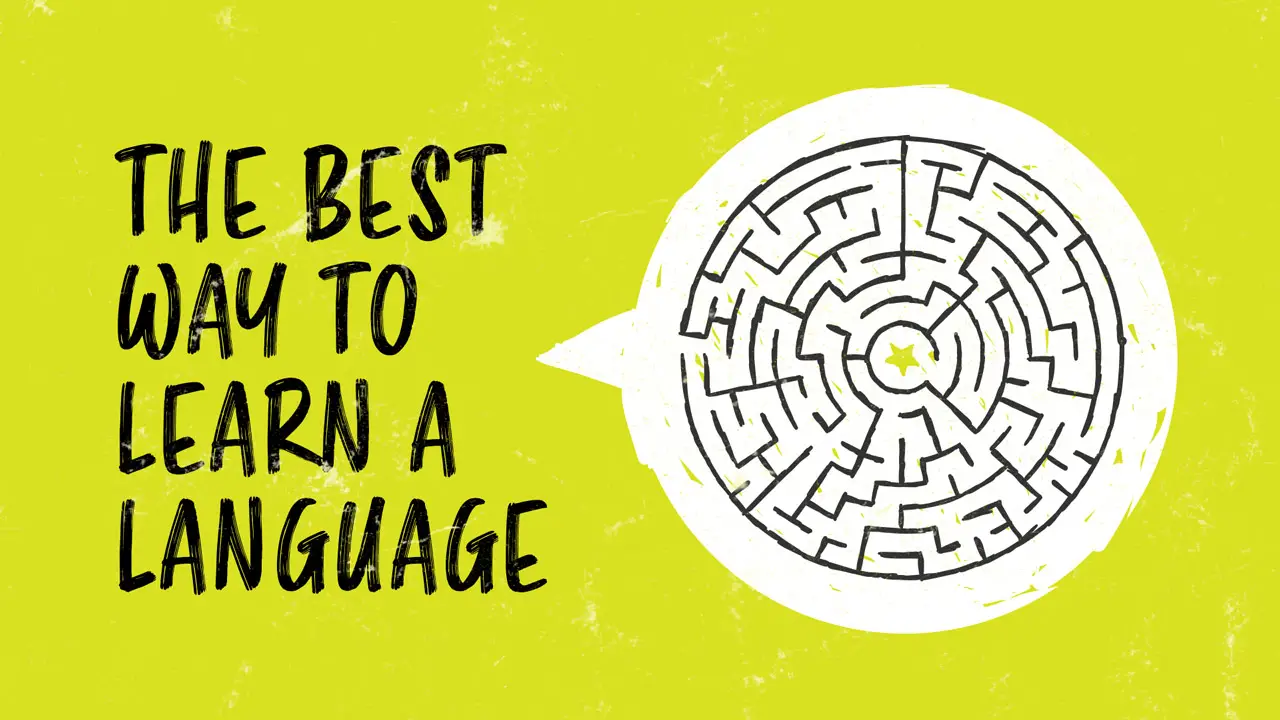 THE BEST
WAY TO
LEARN A
LANGUAGE